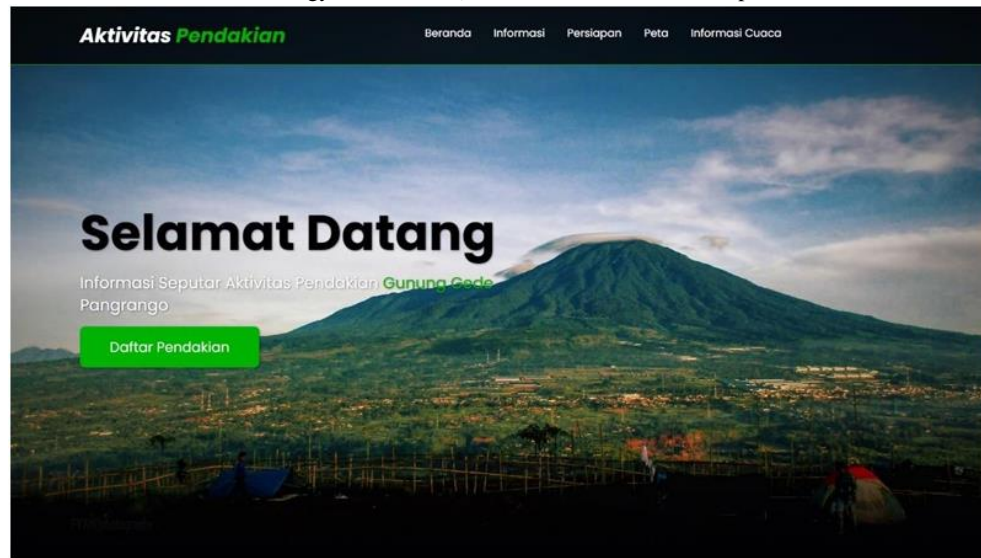 Aktivitas Pendakian
Beranda Informasi Persiapan Peta Informasi Cuaca
Selamat Datang
Informasi Seputar Aktivitas Pendakian Gunung Gede
Pangrango
Daftar Pendakian